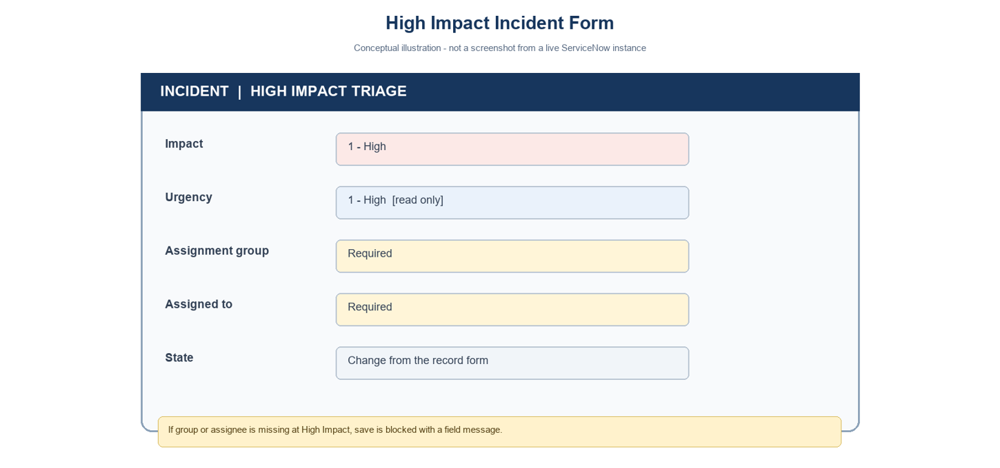 High Impact Incident Form
Conceptual illustration - not a screenshot from a live ServiceNow instance
INCIDENT | HIGH IMPACT TRIAGE
Impact
1 - High
Urgency
1 - High [read only]
Assignment group
Required
Assigned to
Required
State
Change from the record form
If group or assignee is missing at High Impact, save is blocked with a field message.